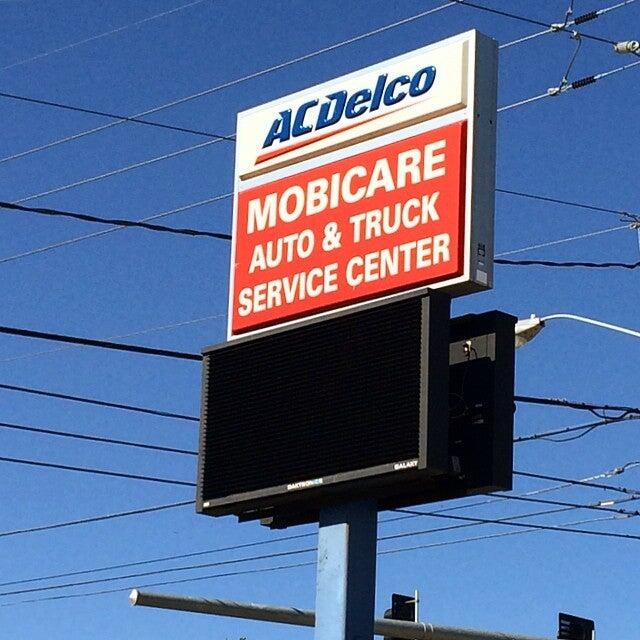 ACDelco
MOBICARE
AUTO & TRUCK
SERVICE CENTER
DAKTRONICS
GALAXY